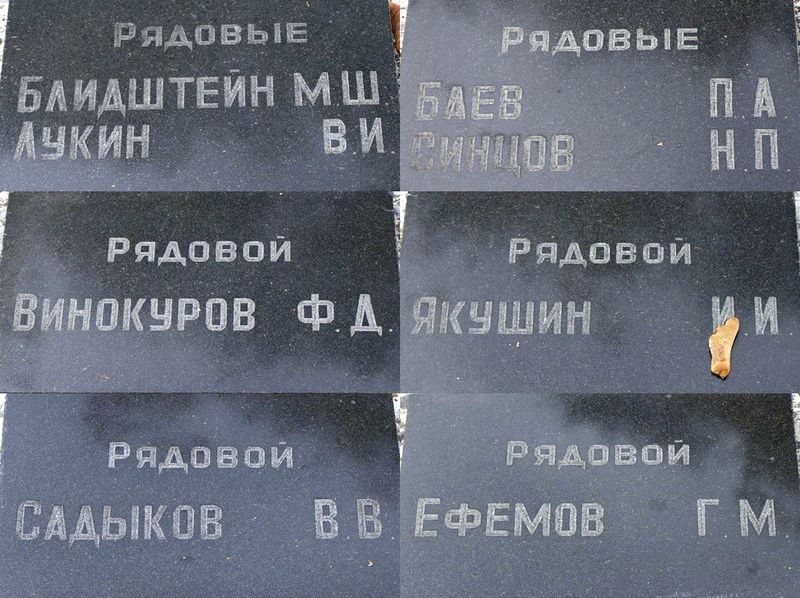 РЯДОВЫЕ
БЛИДШТЕЙН М.Ш
ЛУКИН В.И.
РЯДОВЫЕ
БАЕВ П.А
СИНЦОВ Н.П
РЯДОВОЙ
ВИНОКУРОВ Ф.Д.
РЯДОВОЙ
ЯКУШИН И И
РЯДОВОЙ
САДЫКОВ В.В.
РЯДОВОЙ
ЕФЕМОВ Г.М